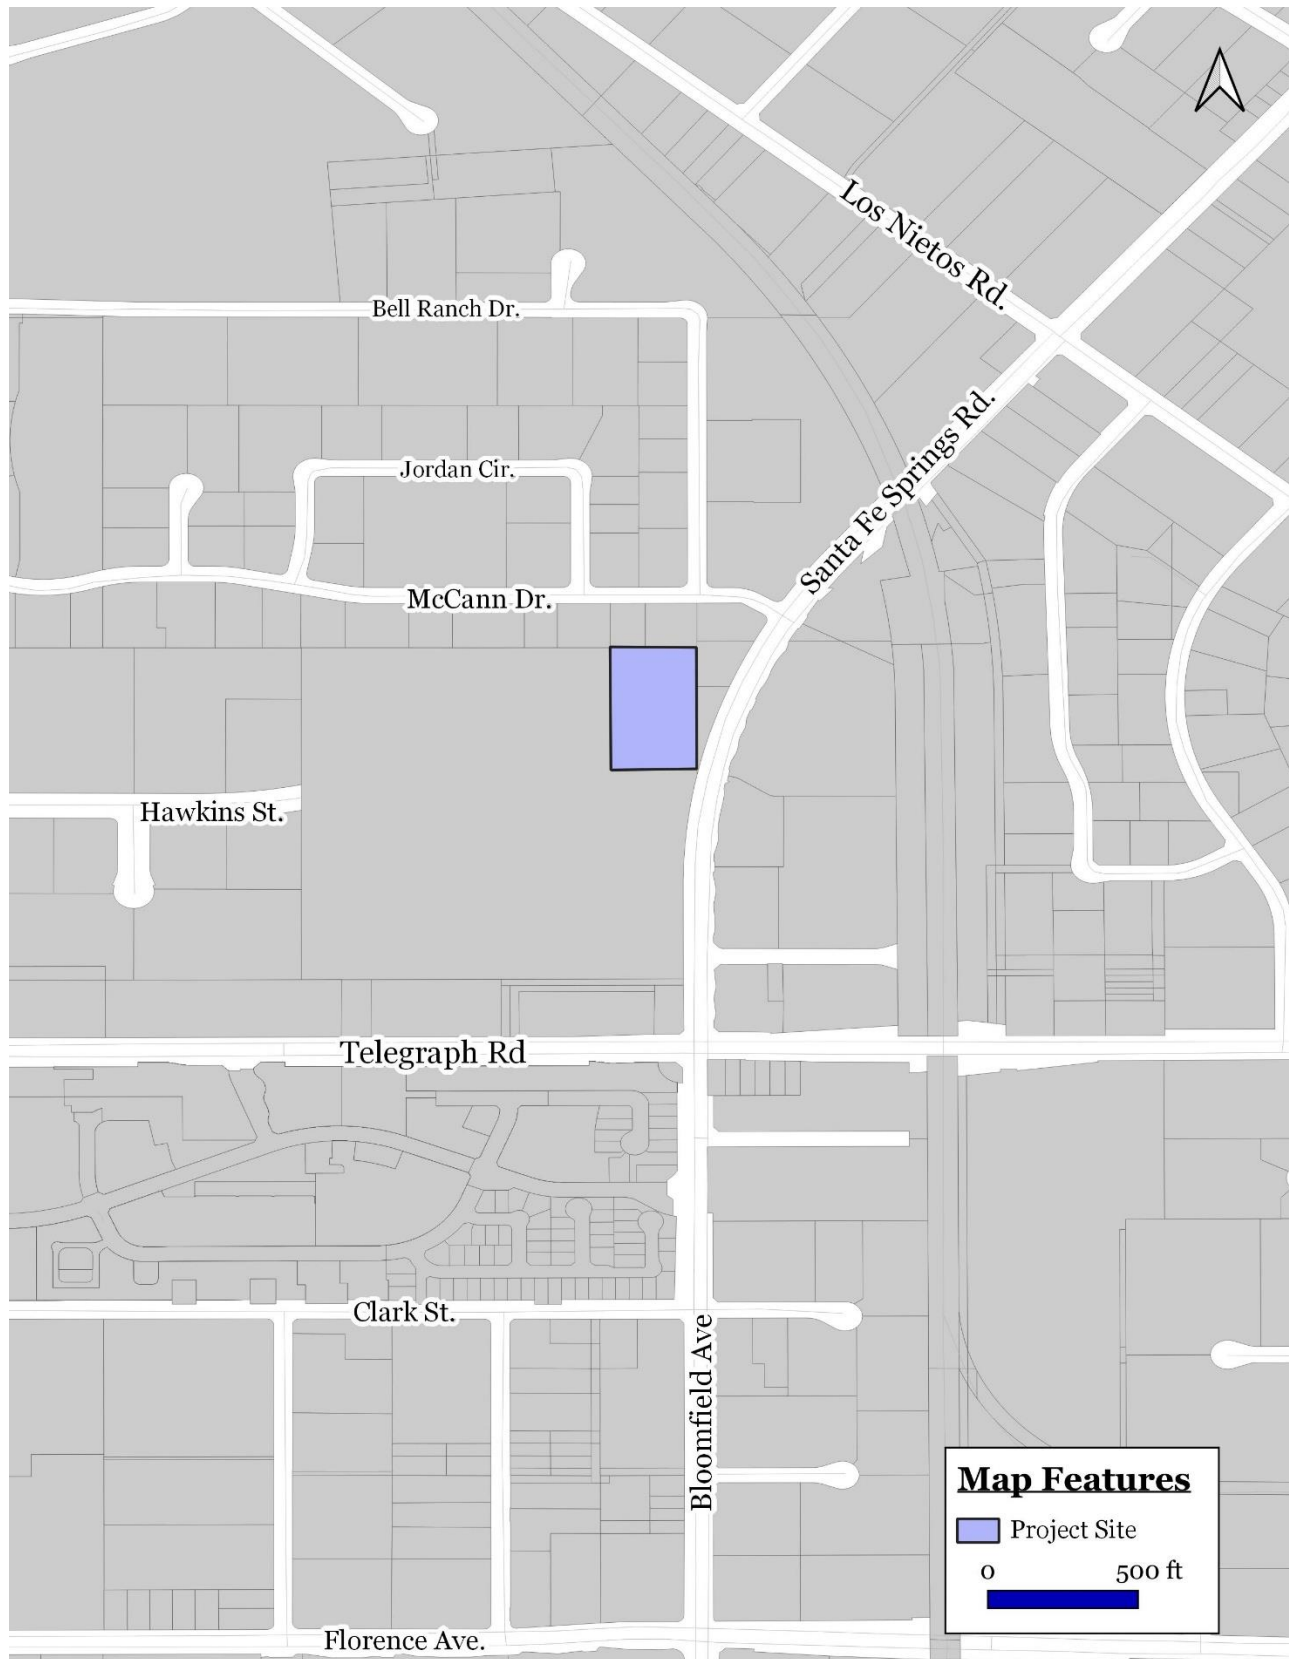 Los Nietos Rd.
Bell Ranch Dr.
Santa Fe Springs Rd.
Jordan Cir.
McCann Dr.
Hawkins St.
Telegraph Rd
Clark St.
Bloomfield Ave
Map Features
Project Site
0 500 ft
Florence Ave.